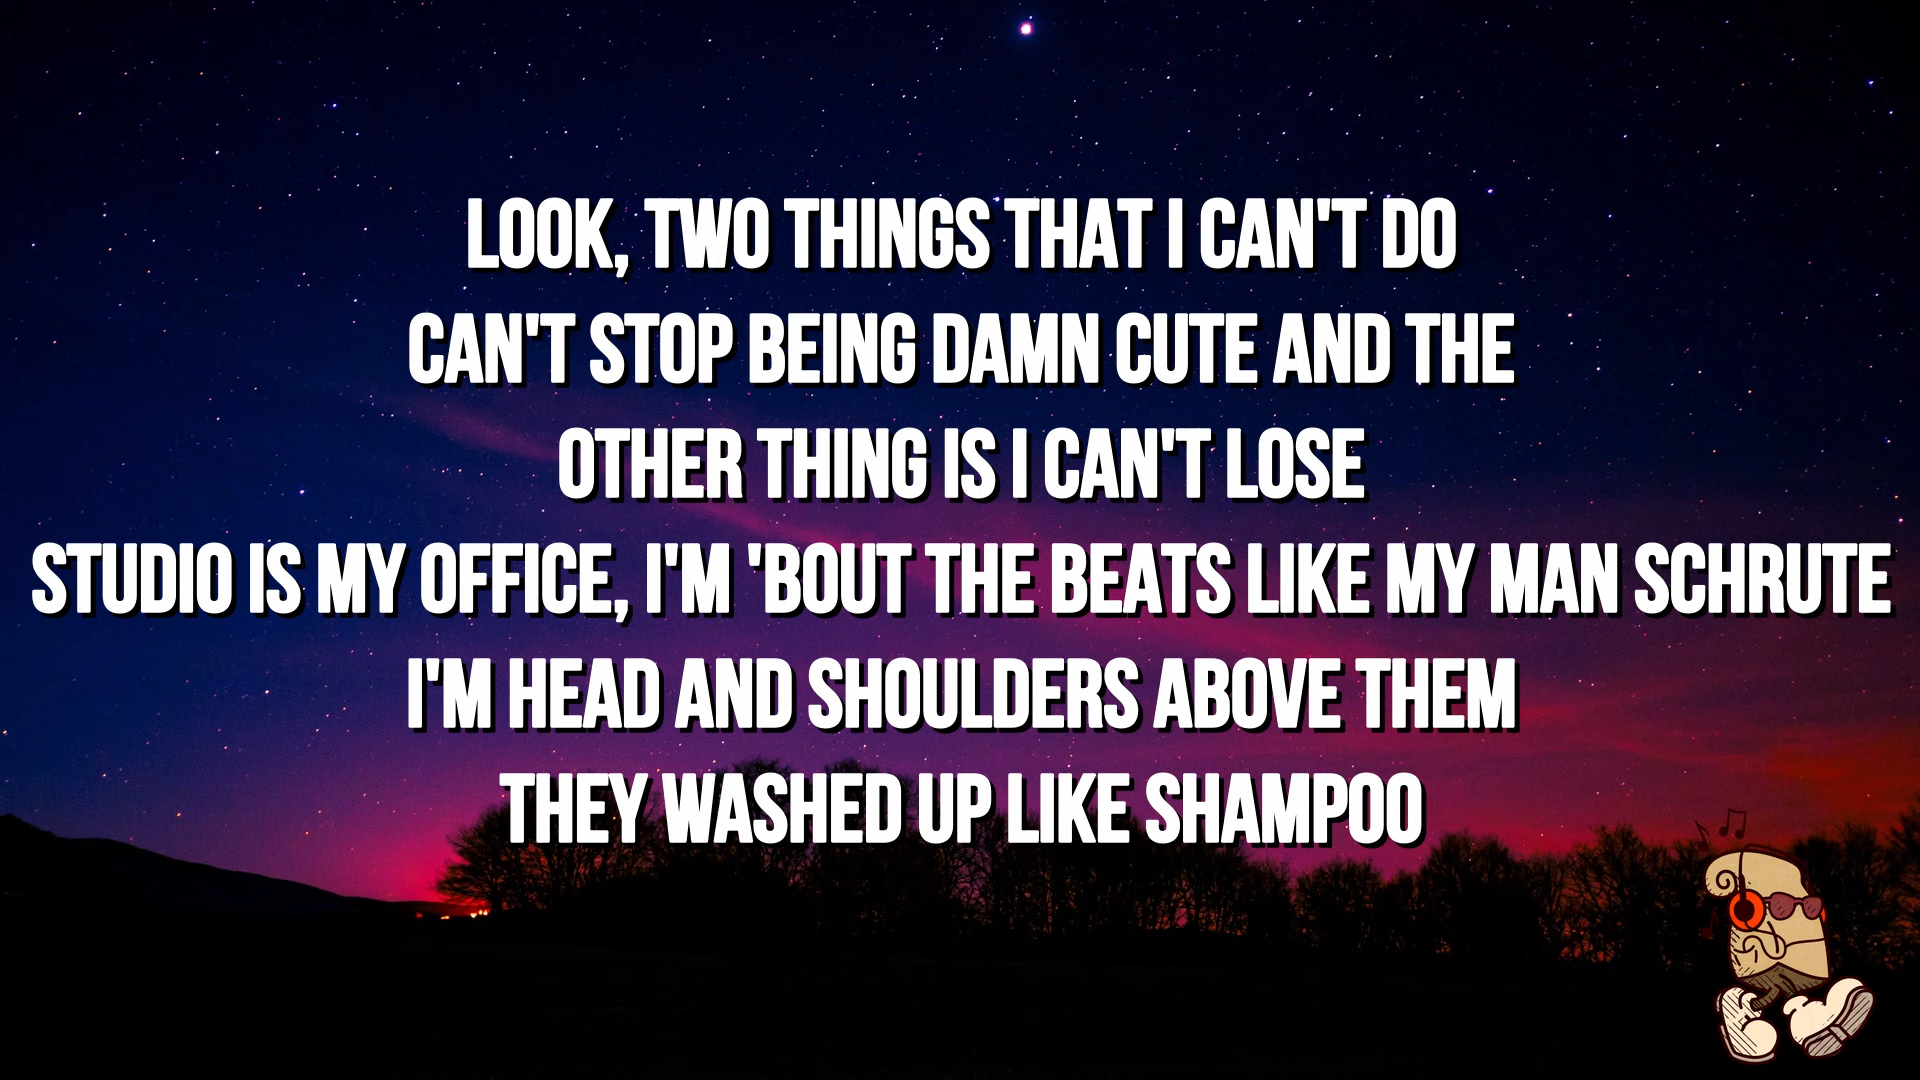 LOOK, TWO THINGS THAT I CAN'T DO
CAN'T STOP BEING DAMN CUTE AND THE
OTHER THING IS I CAN'T LOSE
STUDIO IS MY OFFICE, I'M 'BOUT THE BEATS LIKE MY MAN SCHRUTE
I'M HEAD AND SHOULDERS ABOVE THEM
THEY WASHED UP LIKE SHAMPOO